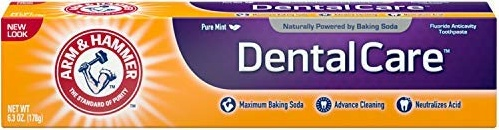 NEW
LOOK
ARM & HAMMER
THE STANDARD OF PURITY
NET WT
6.3 OZ. (178g)
Pure Mint
Naturally Powered by Baking Soda
Fluoride Anticavity
Toothpaste
DentalCare™
Maximum Baking Soda
Advance Cleaning
Neutralizes Acid